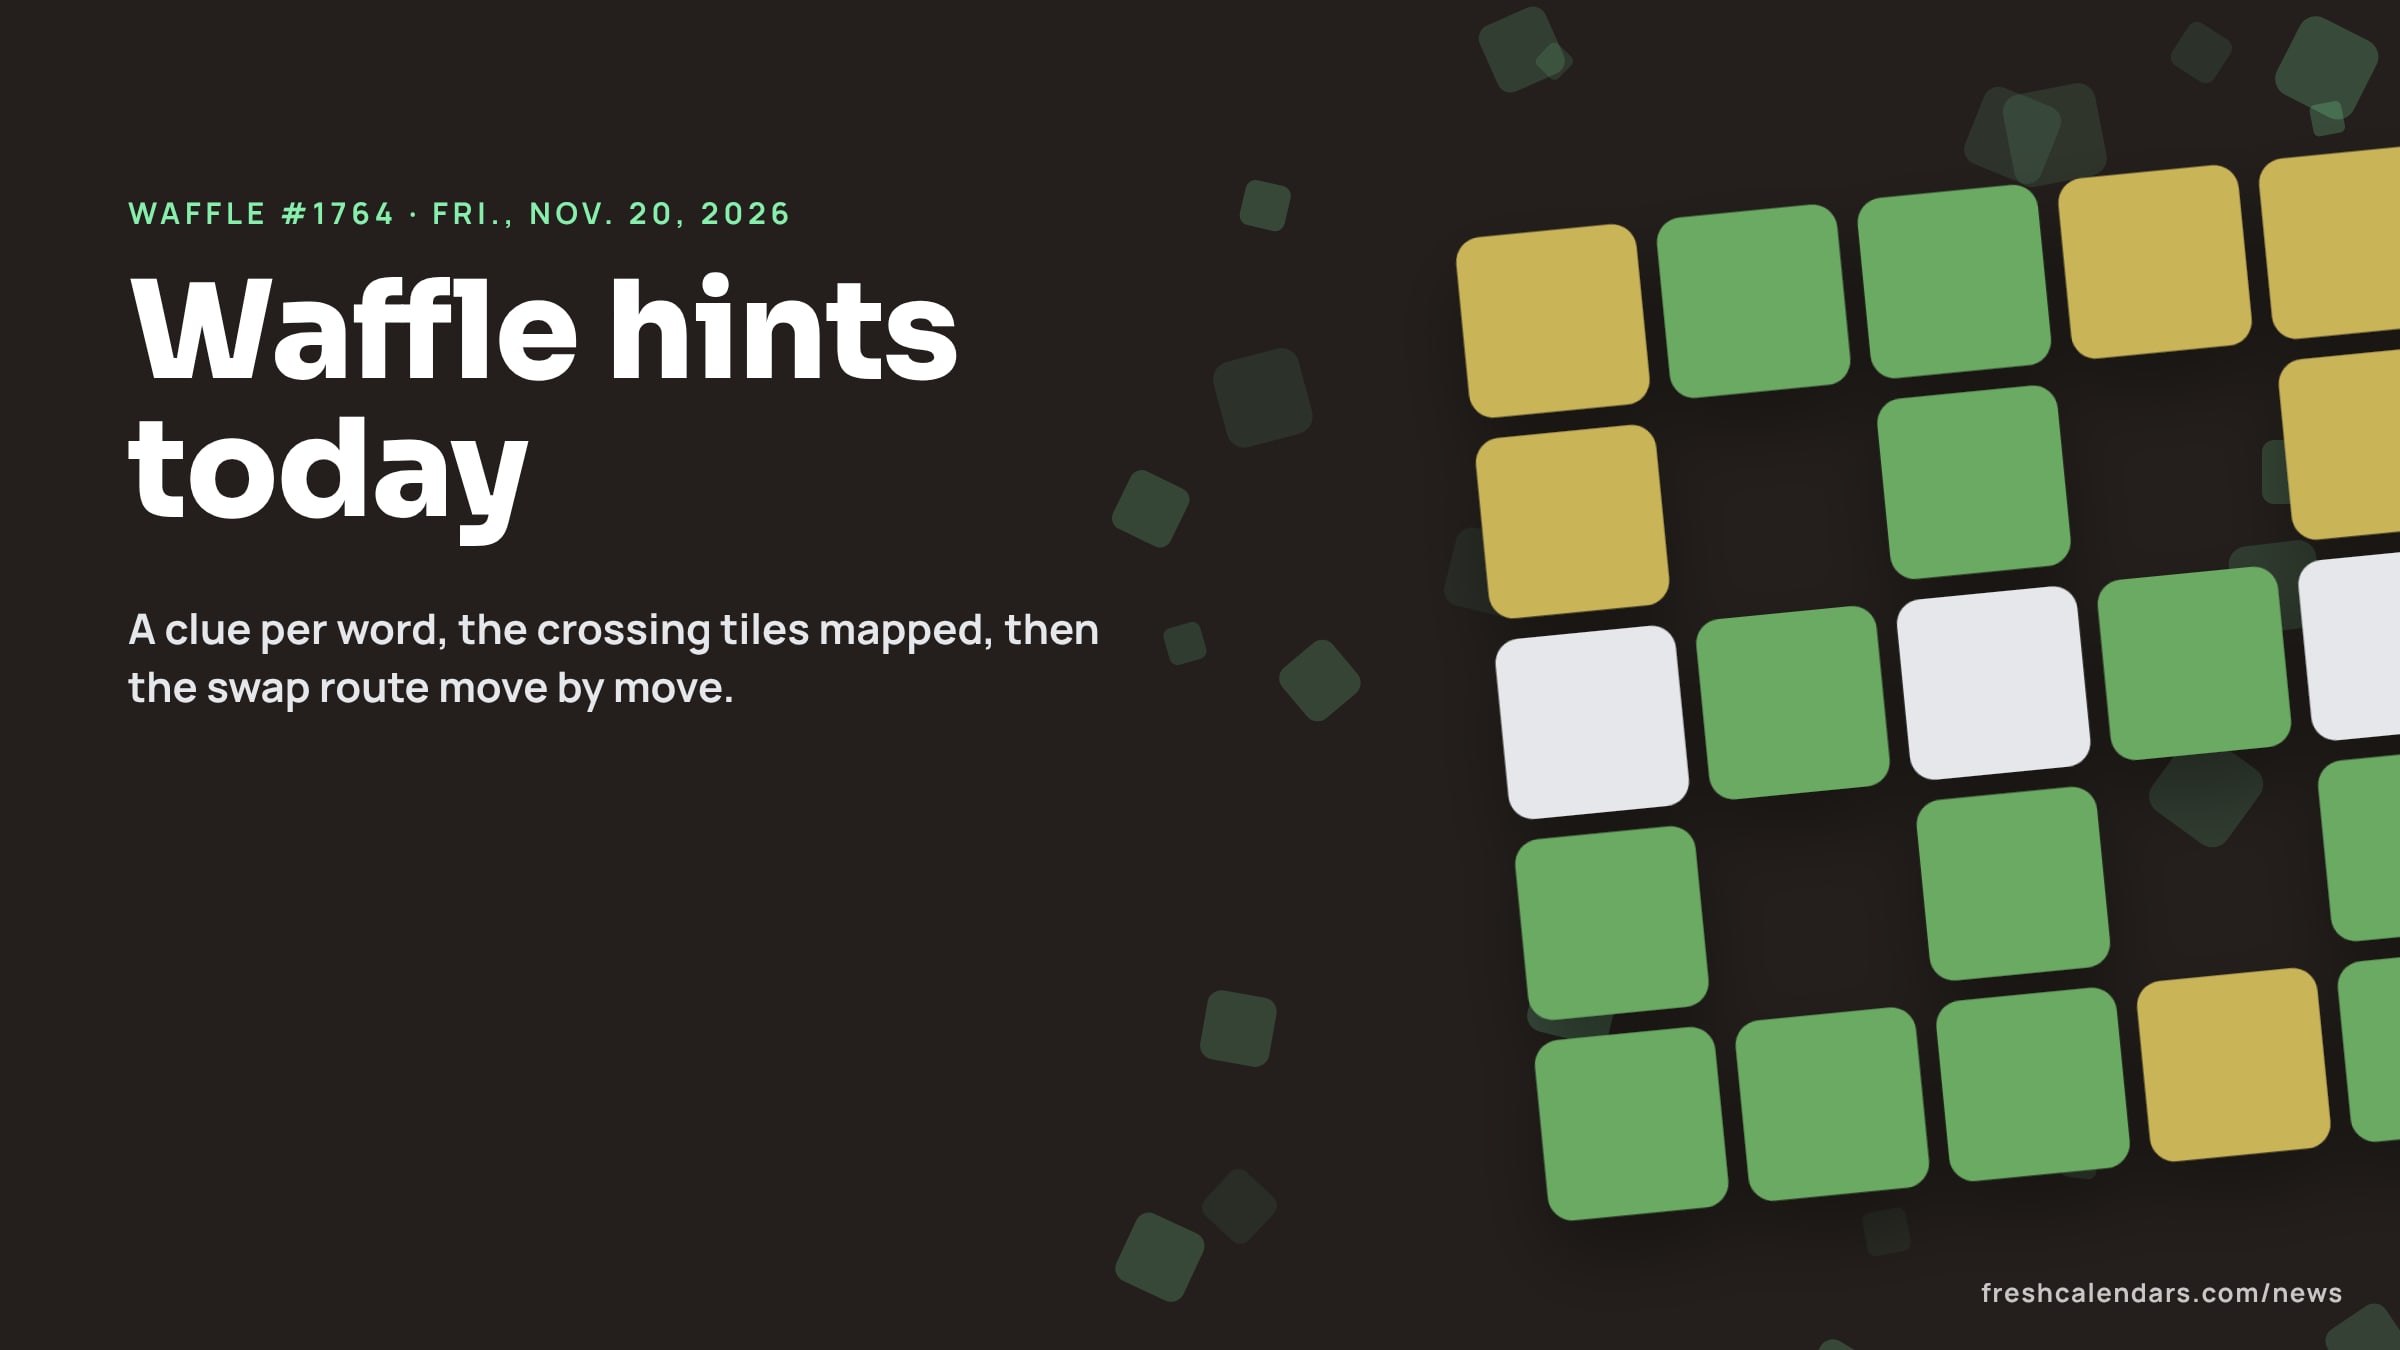 WAFFLE #1764 · FRI., NOV. 20, 2026
Waffle hints
today
A clue per word, the crossing tiles mapped, then
the swap route move by move.
freshcalendars.com/news